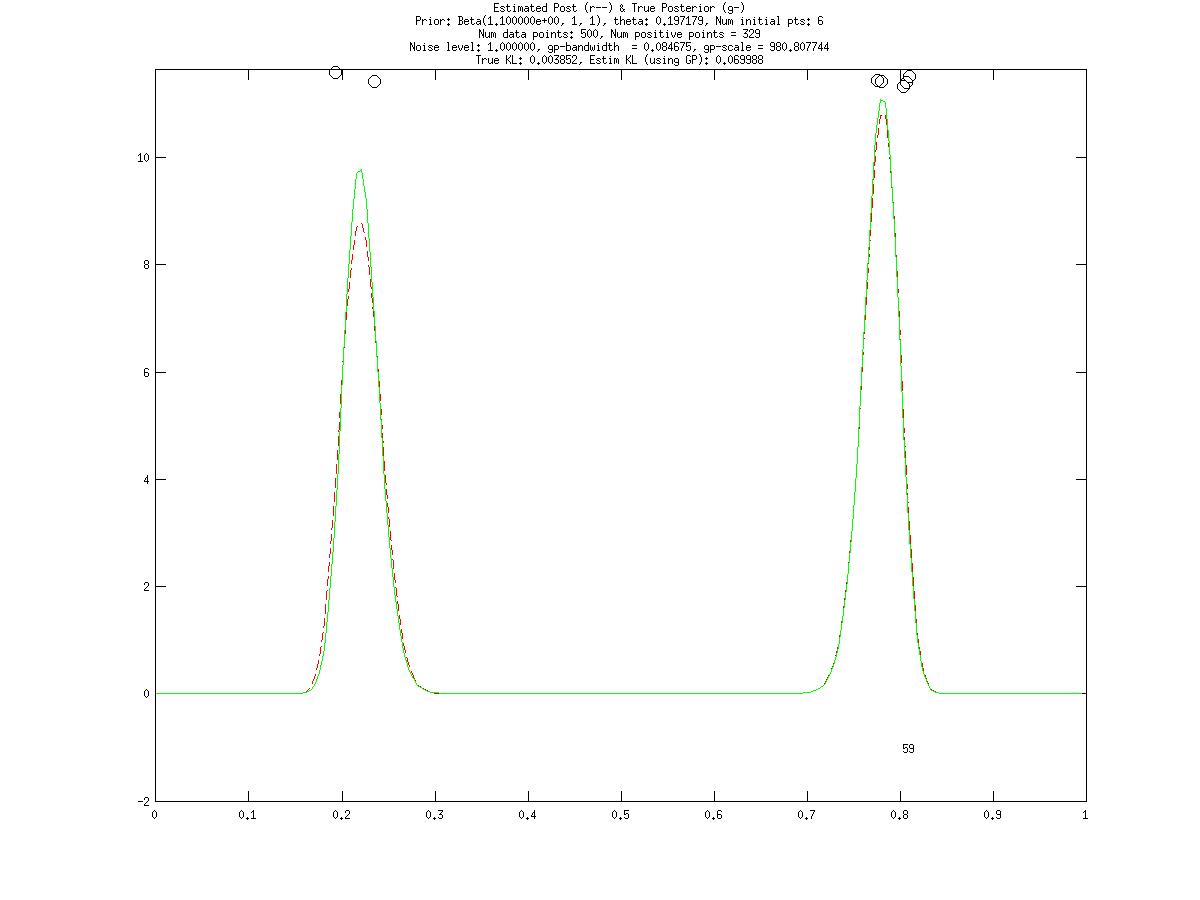 Estimated Post (r--) & True Posterior (g-)
Prior: Beta(1.100000e+00, 1, 1), theta: 0.197179, Num initial pts: 6
Num data points: 500, Num positive points = 329
Noise level: 1.000000, gp-bandwidth  = 0.084675, gp-scale = 980.807744
True KL: 0.003852, Estim KL (using GP): 0.069988
10
8
6
4
2
0
59
-2
0 0.1 0.2 0.3 0.4 0.5 0.6 0.7 0.8 0.9 1